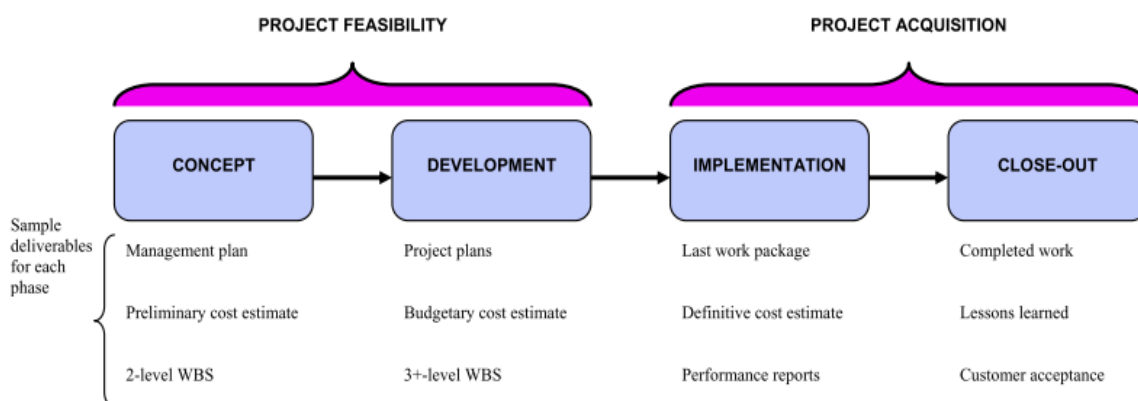 PROJECT FEASIBILITY
PROJECT ACQUISITION
CONCEPT
DEVELOPMENT
IMPLEMENTATION
CLOSE-OUT
Sample
deliverables
for each
phase
Management plan
Project plans
Last work package
Completed work
Preliminary cost estimate
Budgetary cost estimate
Definitive cost estimate
Lessons learned
2-level WBS
3+-level WBS
Performance reports
Customer acceptance